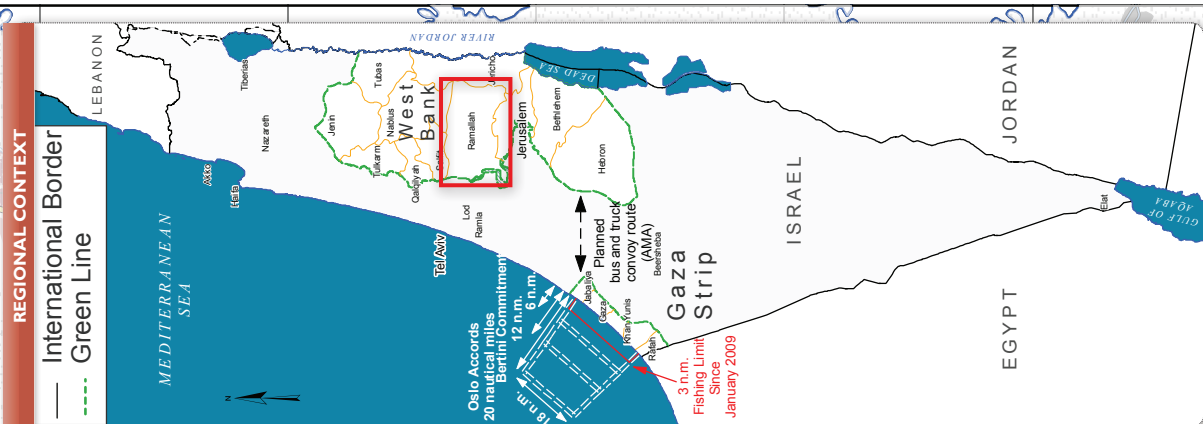 REGIONAL CONTEXT
International Border
Green Line
LEBANON
MEDITERRANEAN
SEA
N
Akko
Haifa
Tiberias
Nazareth
RIVER JORDAN
Jenin
Tubas
Tulkarm
Nablus
Qalqilyah
West
Bank
Ramallah
Jericho
Jerusalem
DEAD SEA
Bethlehem
Hebron
Tel Aviv
Lod
Ramla
Planned
bus and truck
convoy route
(AMA)
Beersheba
Oslo Accords
20 nautical miles
Bertini Commitment
12 n.m.
6 n.m.
18 n.m.
Jabaliya
Gaza
Khan Yunis
Rafah
Gaza
Strip
3 n.m.
Fishing Limit
Since
January 2009
ISRAEL
JORDAN
EGYPT
Elat
GULF OF
AQABA